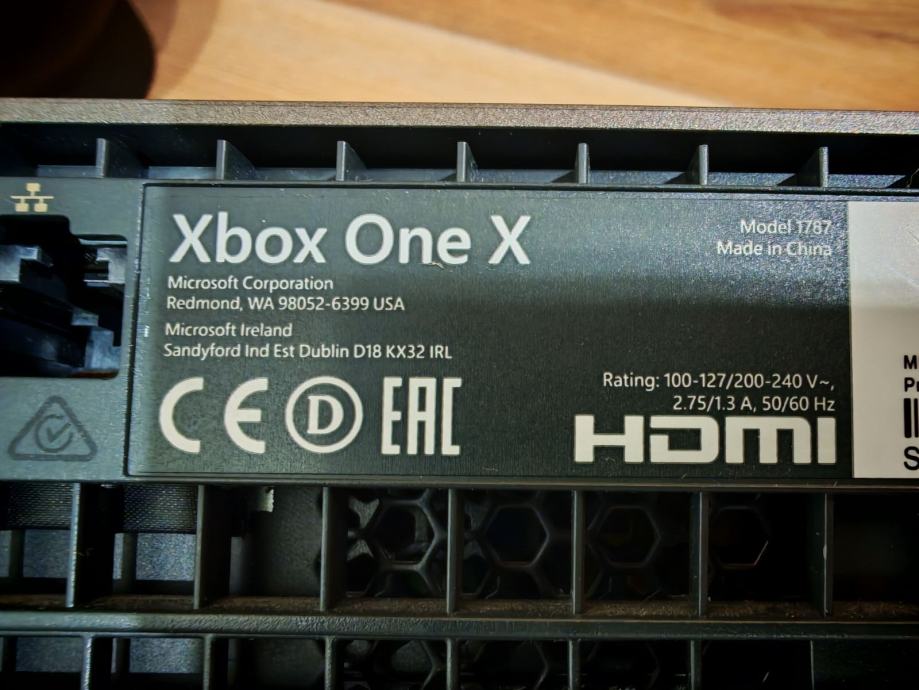 Xbox One X
Microsoft Corporation
Redmond, WA 98052-6399 USA
Microsoft Ireland
Sandyford Ind Est Dublin D18 KX32 IRL
CE D EAC
Model 1787
Made in China
Rating: 100-127/200-240 V~,
2.75/1.3 A, 50/60 Hz
HDMI